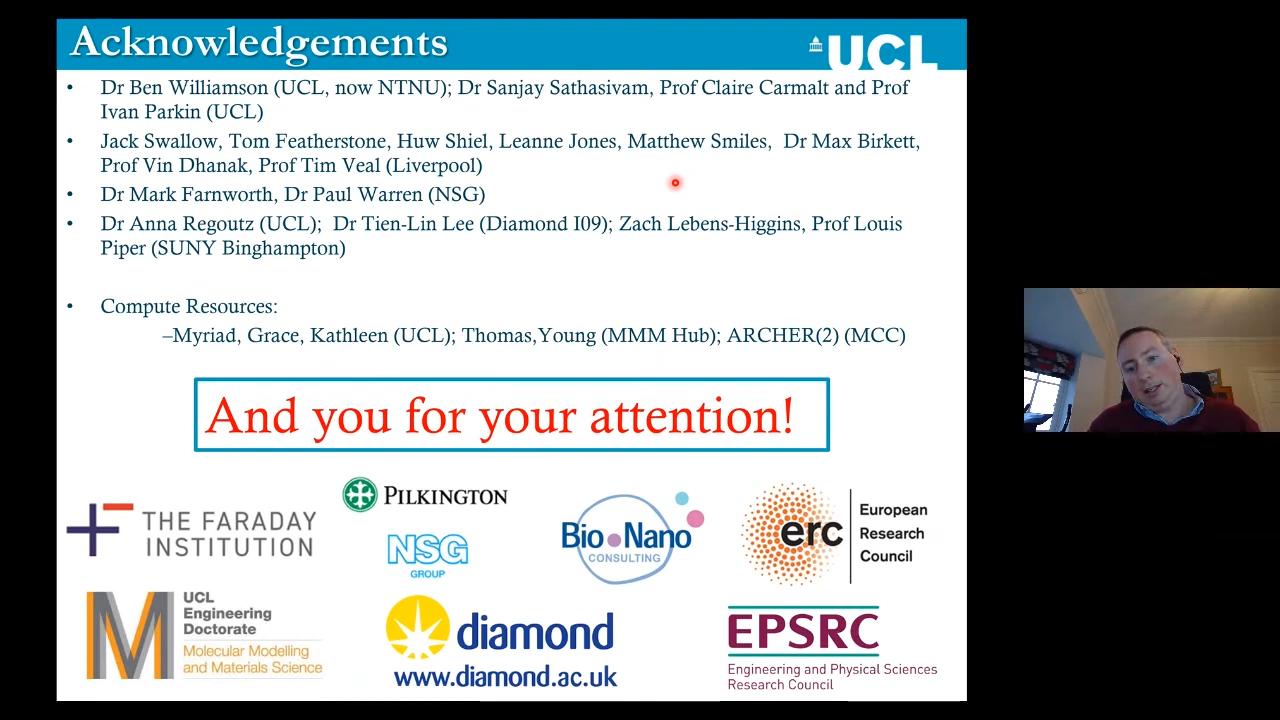 Acknowledgements
UCL
• Dr Ben Williamson (UCL, now NTNU); Dr Sanjay Sathasivam, Prof Claire Carmalt and Prof
Ivan Parkin (UCL)
• Jack Swallow, Tom Featherstone, Huw Shiel, Leanne Jones, Matthew Smiles, Dr Max Birkett,
Prof Vin Dhanak, Prof Tim Veal (Liverpool)
• Dr Mark Farnworth, Dr Paul Warren (NSG)
• Dr Anna Regoutz (UCL); Dr Tien-Lin Lee (Diamond I09); Zach Lebens-Higgins, Prof Louis
Piper (SUNY Binghampton)
• Compute Resources:
–Myriad, Grace, Kathleen (UCL); Thomas,Young (MMM Hub); ARCHER(2) (MCC)
And you for your attention!
THE FARADAY
INSTITUTION
PILKINGTON
NSG
GROUP
Bio Nano
CONSULTING
erc
European
Research
Council
M
UCL
Engineering
Doctorate
Molecular Modelling
and Materials Science
diamond
www.diamond.ac.uk
EPSRC
Engineering and Physical Sciences
Research Council